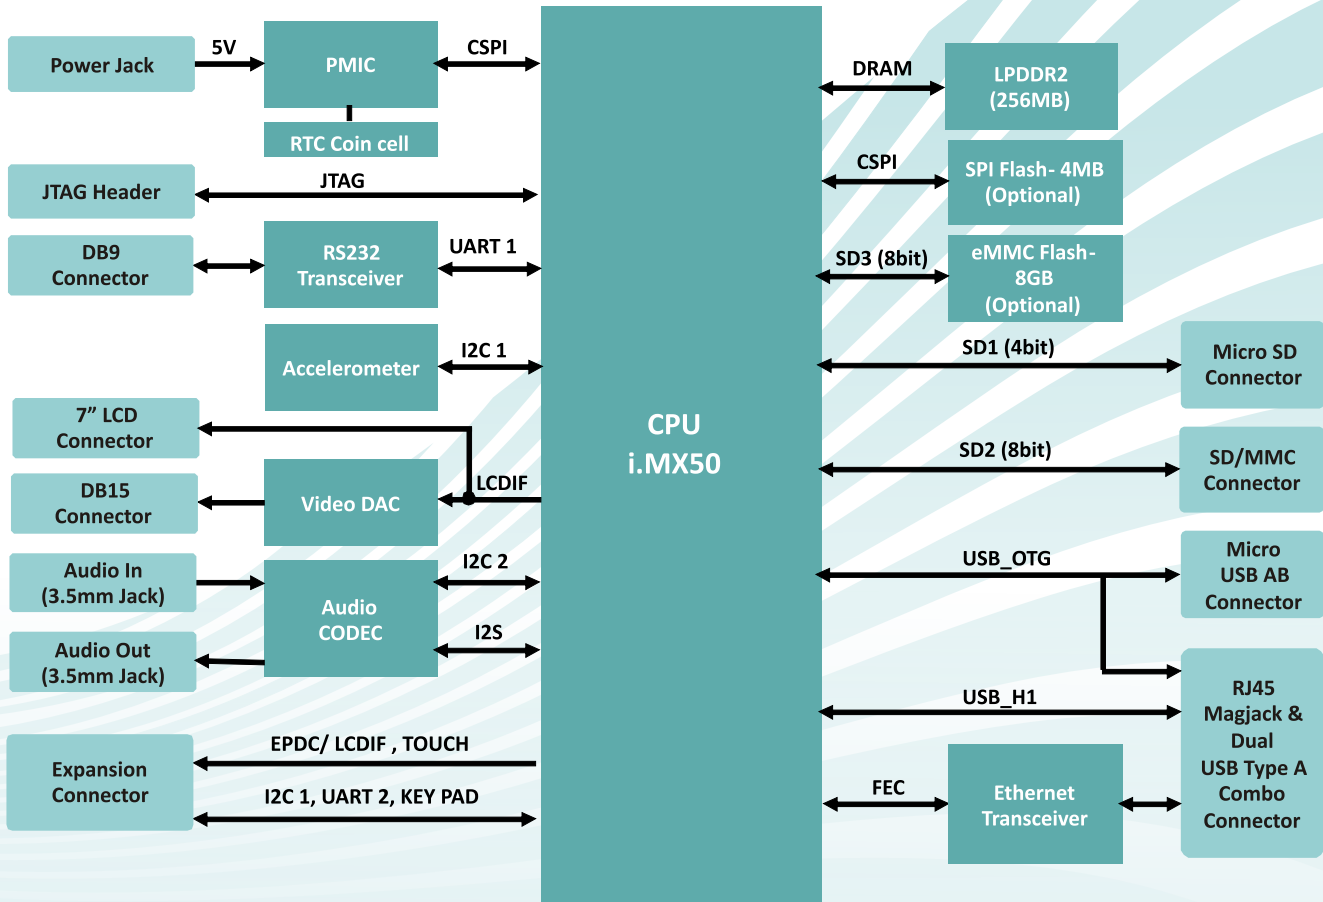 Power Jack
5V
PMIC
CSPI
RTC Coin cell
JTAG Header
JTAG
DB9
Connector
RS232
Transceiver
UART 1
Accelerometer
I2C 1
7” LCD
Connector
LCDIF
DB15
Connector
Video DAC
Audio In
(3.5mm Jack)
Audio
CODEC
I2C 2
I2S
Audio Out
(3.5mm Jack)
Expansion
Connector
EPDC/ LCDIF , TOUCH
I2C 1, UART 2, KEY PAD
CPU
i.MX50
DRAM
LPDDR2
(256MB)
CSPI
SPI Flash- 4MB
(Optional)
SD3 (8bit)
eMMC Flash-
8GB
(Optional)
SD1 (4bit)
Micro SD
Connector
SD2 (8bit)
SD/MMC
Connector
USB_OTG
Micro
USB AB
Connector
USB_H1
RJ45
Magjack &
Dual
USB Type A
Combo
Connector
FEC
Ethernet
Transceiver